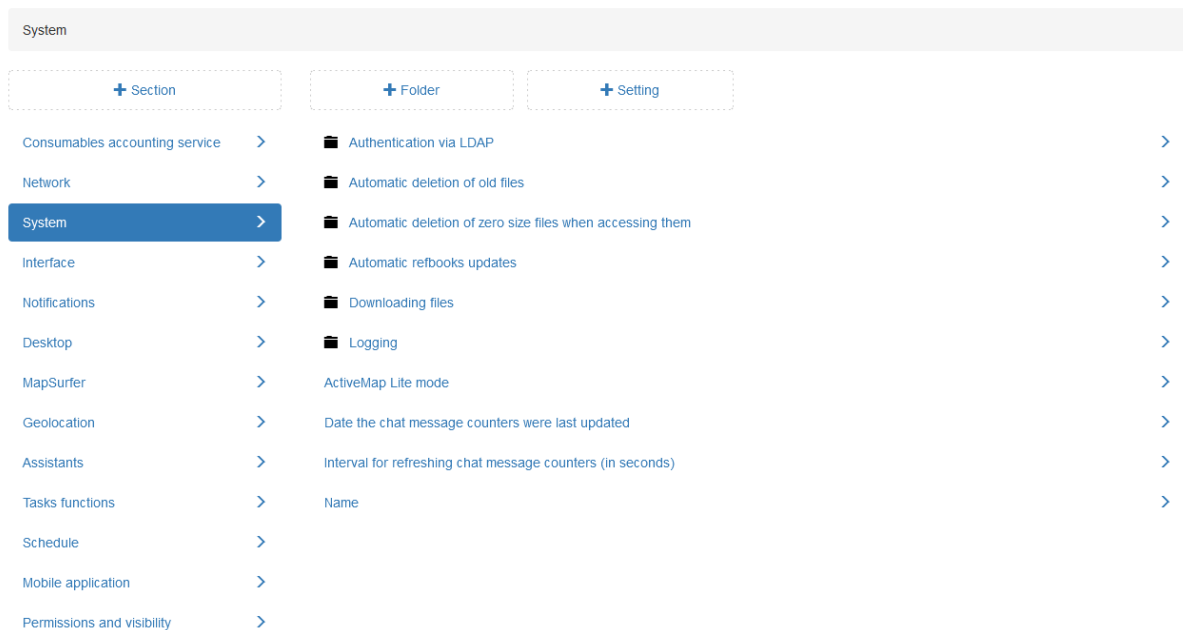 System
Section
Folder
Setting
Consumables accounting service
Network
System
Interface
Notifications
Desktop
MapSurfer
Geolocation
Assistants
Tasks functions
Schedule
Mobile application
Permissions and visibility
Authentication via LDAP
Automatic deletion of old files
Automatic deletion of zero size files when accessing them
Automatic refbooks updates
Downloading files
Logging
ActiveMap Lite mode
Date the chat message counters were last updated
Interval for refreshing chat message counters (in seconds)
Name